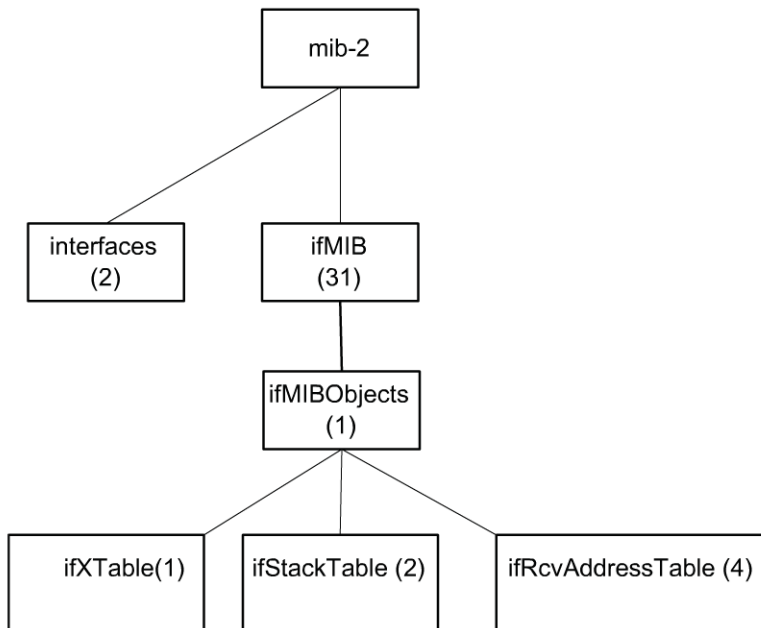 mib-2
interfaces
(2)
ifMIB
(31)
ifMIBObjects
(1)
ifXTable(1)
ifStackTable (2)
ifRcvAddressTable (4)